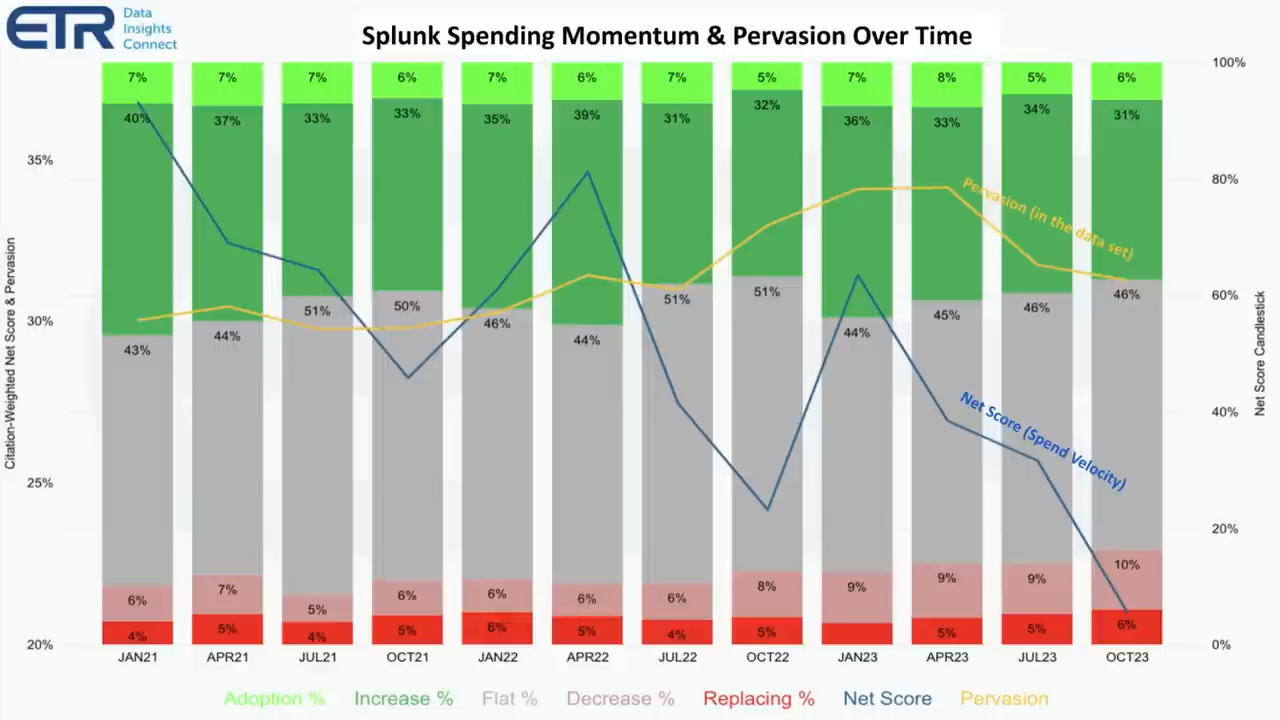 ETR Data
Insights
Connect
Splunk Spending Momentum & Pervasion Over Time
7% 7% 7% 6% 7% 6% 7% 5% 7% 8% 5% 6%
40% 37% 33% 33% 35% 39% 31% 32% 36% 33% 34% 31%
43% 44% 51% 50% 46% 44% 51% 51% 44% 45% 46% 46%
6% 7% 5% 6% 6% 6% 6% 8% 9% 9% 9% 10%
4% 5% 4% 5% 6% 5% 4% 5% 5% 5% 6%
Pervasion (in the data set)
Net Score (Spend Velocity)
Citation-Weighted Net Score & Pervasion
35%
30%
25%
20%
100%
80%
60%
40%
20%
0%
Net Score Candlestick
JAN21 APR21 JUL21 OCT21 JAN22 APR22 JUL22 OCT22 JAN23 APR23 JUL23 OCT23
Adoption % Increase % Flat % Decrease % Replacing % Net Score Pervasion